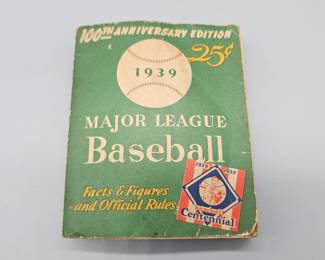 100TH ANNIVERSARY EDITION
25¢
1939
MAJOR LEAGUE
Baseball
Facts & Figures
and Official Rules
1839 1939
Centennial